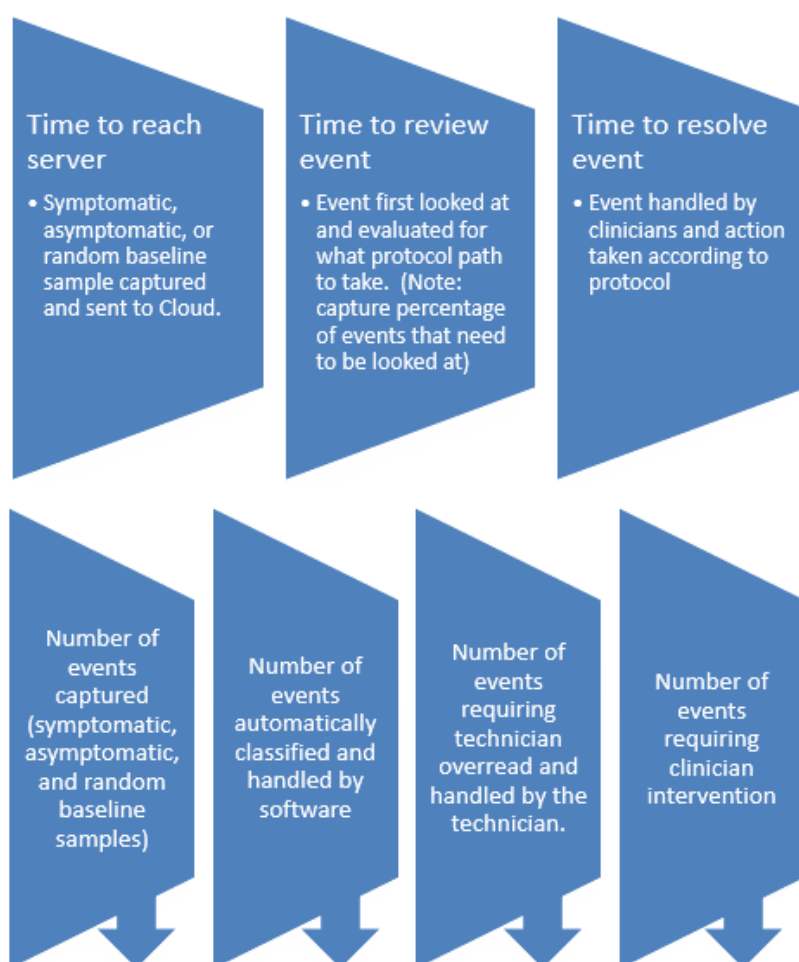 Time to reach
server
• Symptomatic,
asymptomatic, or
random baseline
sample captured
and sent to Cloud.
Time to review
event
• Event first looked at
and evaluated for
what protocol path
to take. (Note:
capture percentage
of events that need
to be looked at)
Time to resolve
event
• Event handled by
clinicians and action
taken according to
protocol
Number of
events
captured
(symptomatic,
asymptomatic,
and random
baseline
samples)
Number of
events
automatically
classified and
handled by
software
Number of
events
requiring
technician
overread and
handled by the
technician.
Number of
events
requiring
clinician
intervention